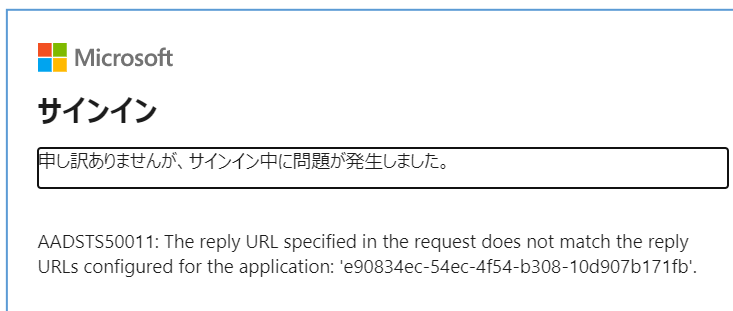 Microsoft
サインイン
申し訳ありませんが、サインイン中に問題が発生しました。
AADSTS50011: The reply URL specified in the request does not match the reply
URLs configured for the application: 'e90834ec-54ec-4f54-b308-10d907b171fb'.